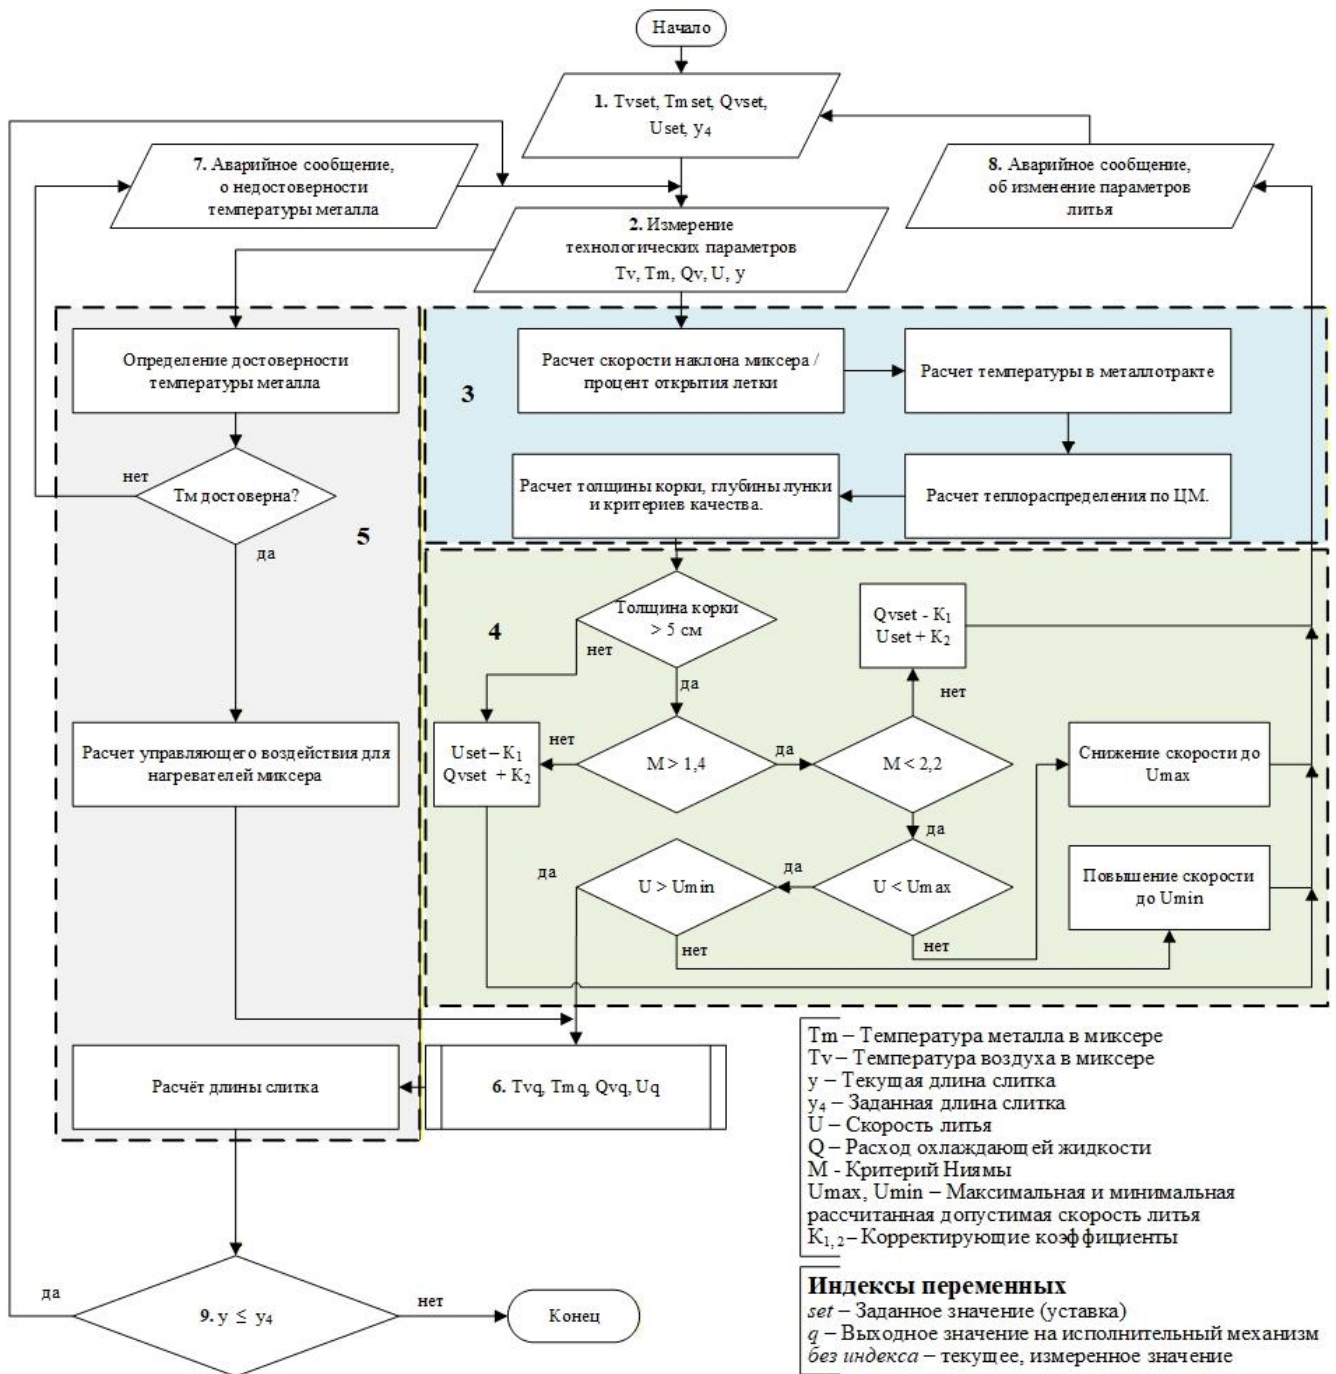 Начало
1. Tvset, Tmset, Qvset,
Uset, y₄
7. Аварийное сообщение,
о недостоверности
температуры металла
8. Аварийное сообщение,
об изменение параметров
литья
2. Измерение
технологических параметров
Tv, Tm, Qv, U, y
Определение достоверности
температуры металла
Расчет скорости наклона миксера /
процент открытия летки
Расчет температуры в металлотракте
3
нет
Тм достоверна?
да
5
Расчет толщины корки, глубины лунки
и критериев качества.
Расчет теплораспределения по ЦМ.
Толщина корки
> 5 см
4
нет
да
Qvset - K₁
Uset + K₂
нет
Расчет управляющего воздействия для
нагревателей миксера
Uset – K₁
Qvset + K₂
нет
M > 1,4
да
M < 2,2
Снижение скорости до
Umax
да
да
U > Umin
да
U < Umax
Повышение скорости
до Umin
нет
нет
Расчёт длины слитка
6. Tvq, Tmq, Qvq, Uq
Tm – Температура металла в миксере
Tv – Температура воздуха в миксере
y – Текущая длина слитка
y₄ – Заданная длина слитка
U – Скорость литья
Q – Расход охлаждающей жидкости
M - Критерий Ниямы
Umax, Umin – Максимальная и минимальная
рассчитанная допустимая скорость литья
K₁,₂ – Корректирующие коэффициенты
да
9. y ≤ y₄
нет
Конец
Индексы переменных
set – Заданное значение (уставка)
q – Выходное значение на исполнительный механизм
без индекса – текущее, измеренное значение